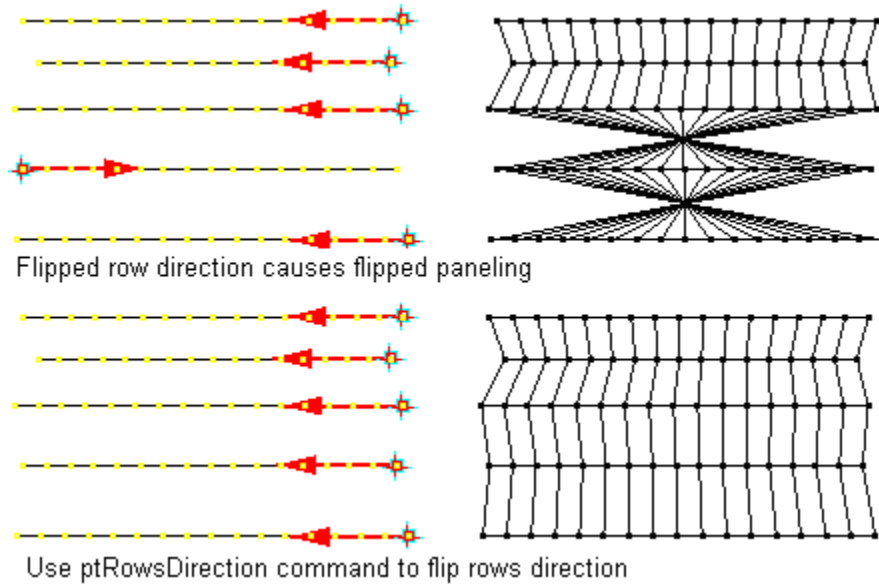 Flipped row direction causes flipped paneling
Use ptRowsDirection command to flip rows direction